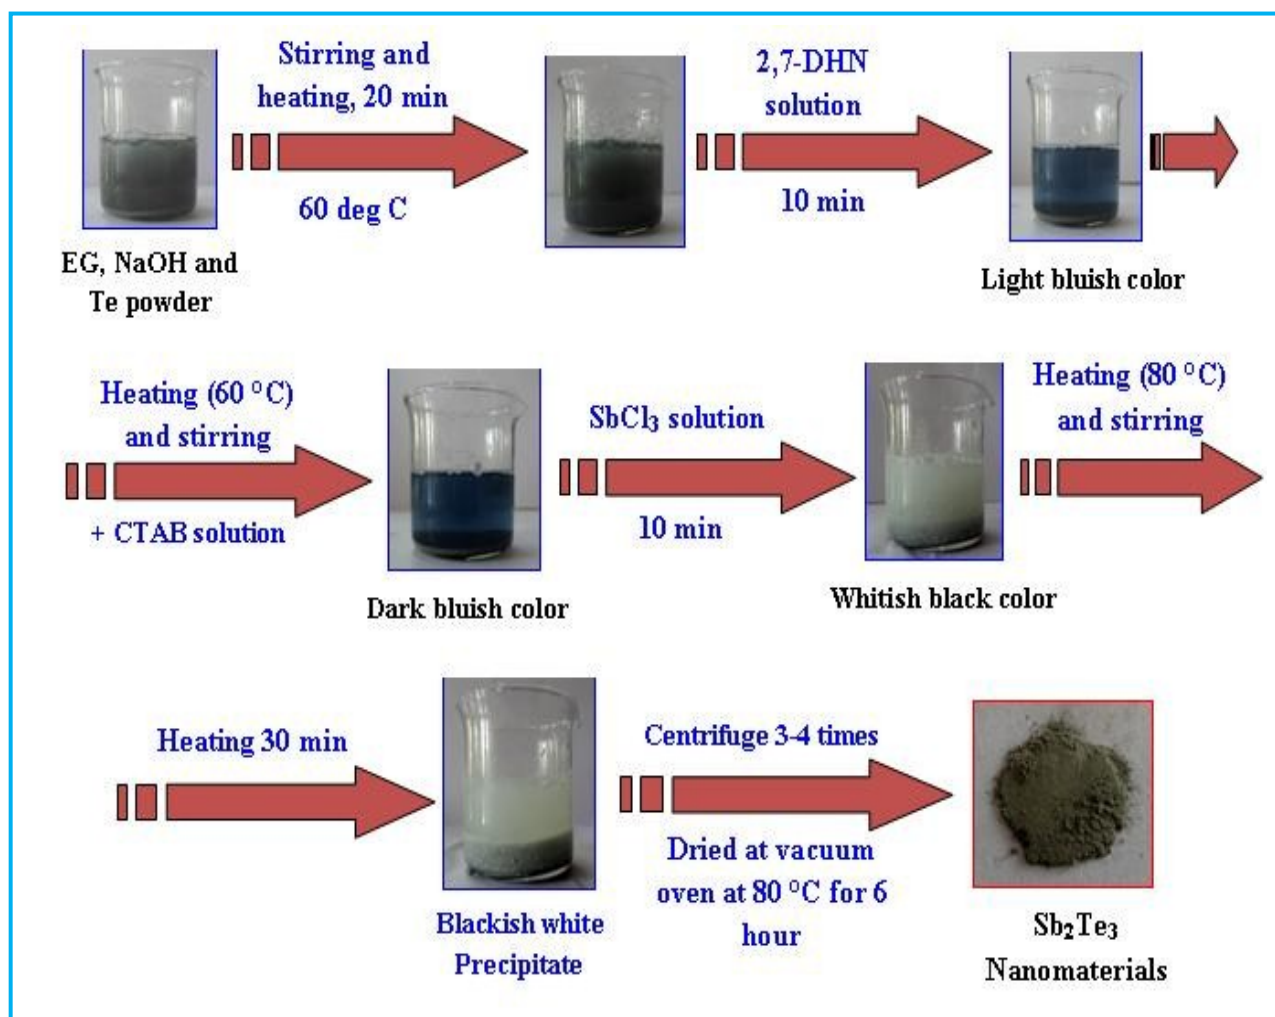 Stirring and
heating, 20 min
60 deg C
2,7-DHN
solution
10 min
EG, NaOH and
Te powder
Light bluish color
Heating (60 °C)
and stirring
+ CTAB solution
SbCl₃ solution
10 min
Heating (80 °C)
and stirring
Dark bluish color
Whitish black color
Heating 30 min
Centrifuge 3-4 times
Dried at vacuum
oven at 80 °C for 6
hour
Blackish white
Precipitate
Sb₂Te₃
Nanomaterials